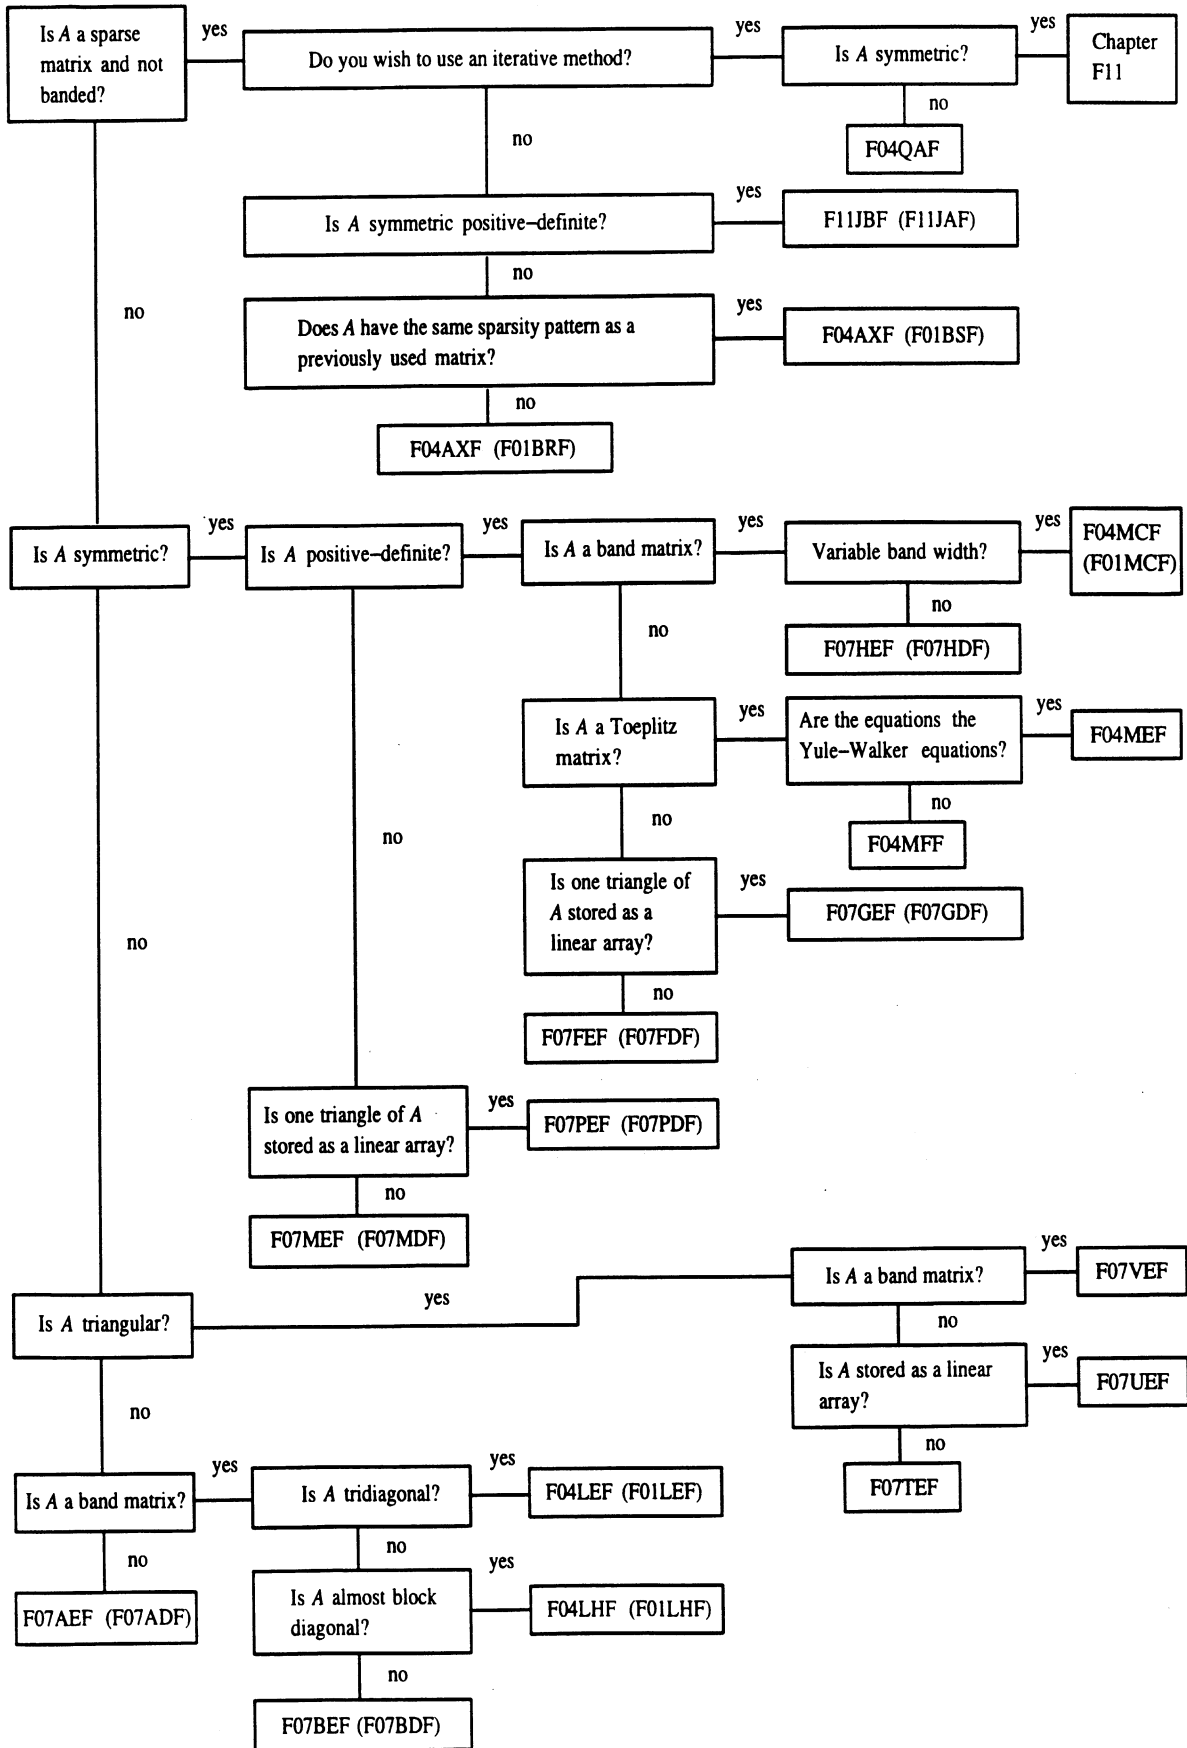 Is A a sparse
matrix and not
banded?
yes
Do you wish to use an iterative method?
yes
Is A symmetric?
yes
Chapter
F11
no
F04QAF
no
Is A symmetric positive–definite?
yes
F11JBF (F11JAF)
no
no
Does A have the same sparsity pattern as a
previously used matrix?
yes
F04AXF (F01BSF)
no
F04AXF (F01BRF)
Is A symmetric?
yes
Is A positive–definite?
yes
Is A a band matrix?
yes
Variable band width?
yes
F04MCF
(F01MCF)
no
F07HEF (F07HDF)
no
Is A a Toeplitz
matrix?
yes
Are the equations the
Yule–Walker equations?
yes
F04MEF
no
F04MFF
no
no
Is one triangle of
A stored as a
linear array?
yes
F07GEF (F07GDF)
no
no
F07FEF (F07FDF)
Is one triangle of A
stored as a linear array?
yes
F07PEF (F07PDF)
no
F07MEF (F07MDF)
Is A triangular?
yes
Is A a band matrix?
yes
F07VEF
no
Is A stored as a linear
array?
yes
F07UEF
no
F07TEF
no
Is A a band matrix?
yes
Is A tridiagonal?
yes
F04LEF (F01LEF)
no
F07AEF (F07ADF)
no
Is A almost block
diagonal?
yes
F04LHF (F01LHF)
no
F07BEF (F07BDF)